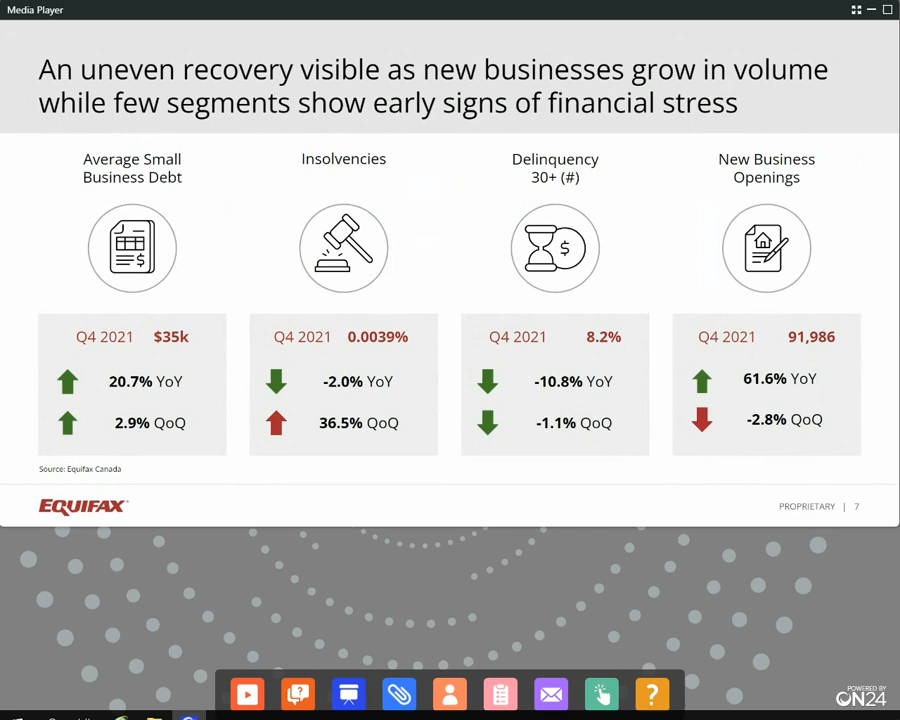 Media Player
An uneven recovery visible as new businesses grow in volume
while few segments show early signs of financial stress
Average Small
Business Debt
$
Q4 2021 $35k
20.7% YoY
2.9% QoQ
Insolvencies
Q4 2021 0.0039%
-2.0% YoY
36.5% QoQ
Delinquency
30+ (#)
$
Q4 2021 8.2%
-10.8% YoY
-1.1% QoQ
New Business
Openings
Q4 2021 91,986
61.6% YoY
-2.8% QoQ
Source: Equifax Canada
EQUIFAX
PROPRIETARY | 7
?
?
POWERED BY
ON24